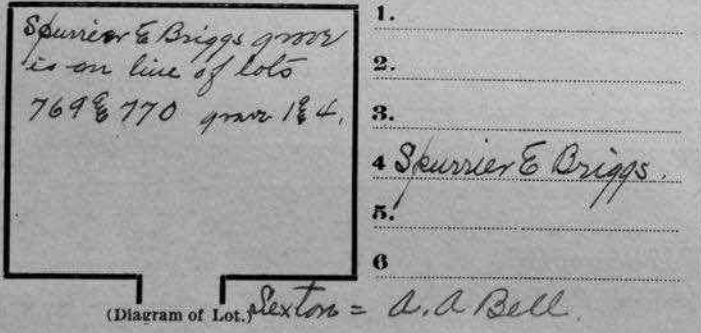 Spurrier E Briggs grave
is on line of lots
769 & 770 grave 1 & 4.
1.
2.
3.
4 Spurrier E Briggs.
5.
6
(Diagram of Lot.) Sexton = A. A Bell.